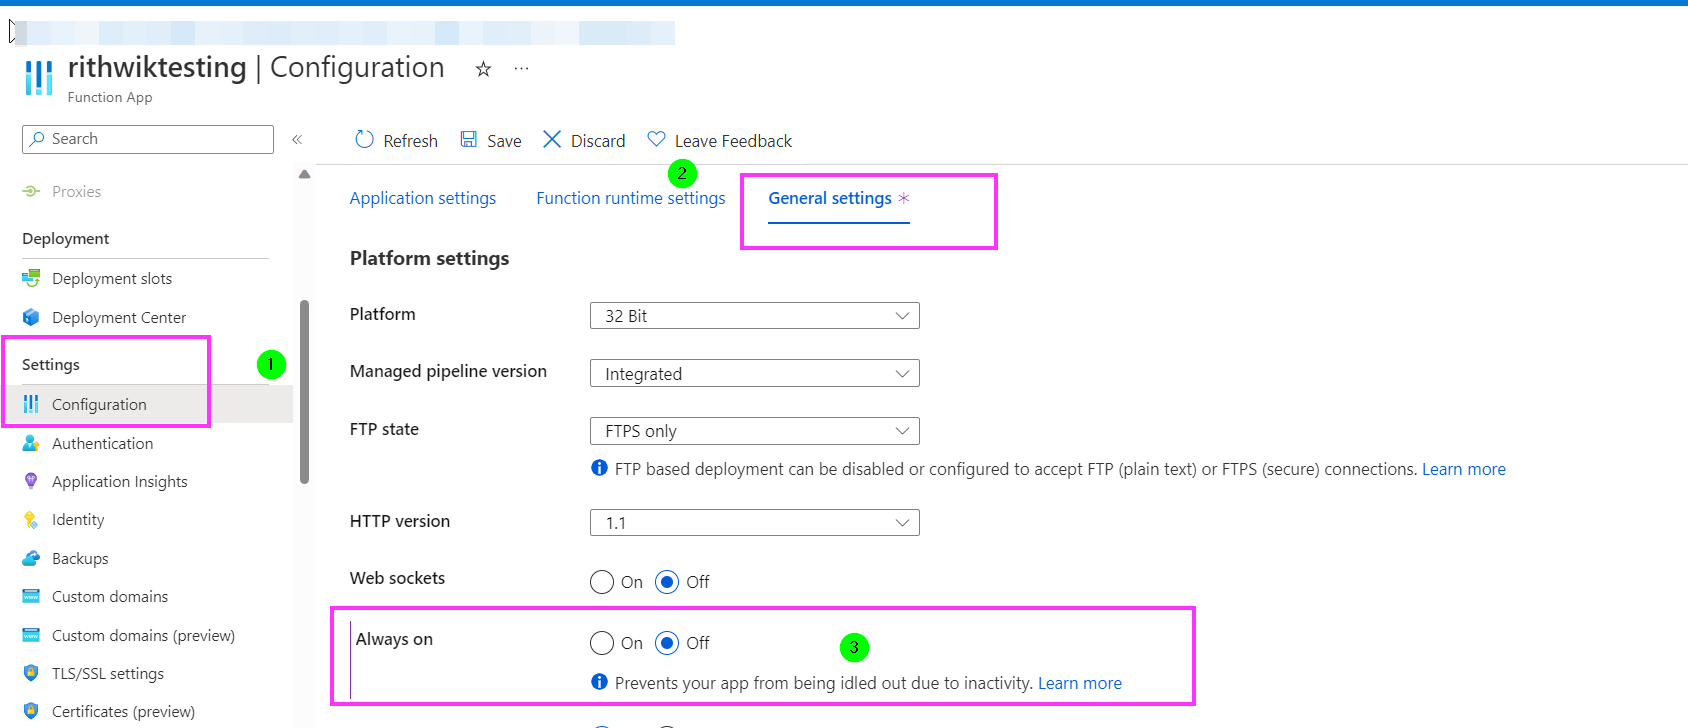 rithwiktesting | Configuration
Function App
Search
Refresh
Save
Discard
Leave Feedback
Proxies
Deployment
Deployment slots
Deployment Center
Settings
1
Configuration
Authentication
Application Insights
Identity
Backups
Custom domains
Custom domains (preview)
TLS/SSL settings
Certificates (preview)
2
Application settings
Function runtime settings
General settings *
Platform settings
Platform
32 Bit
Managed pipeline version
Integrated
FTP state
FTPS only
FTP based deployment can be disabled or configured to accept FTP (plain text) or FTPS (secure) connections. Learn more
HTTP version
1.1
Web sockets
On
Off
Always on
On
Off
3
Prevents your app from being idled out due to inactivity. Learn more